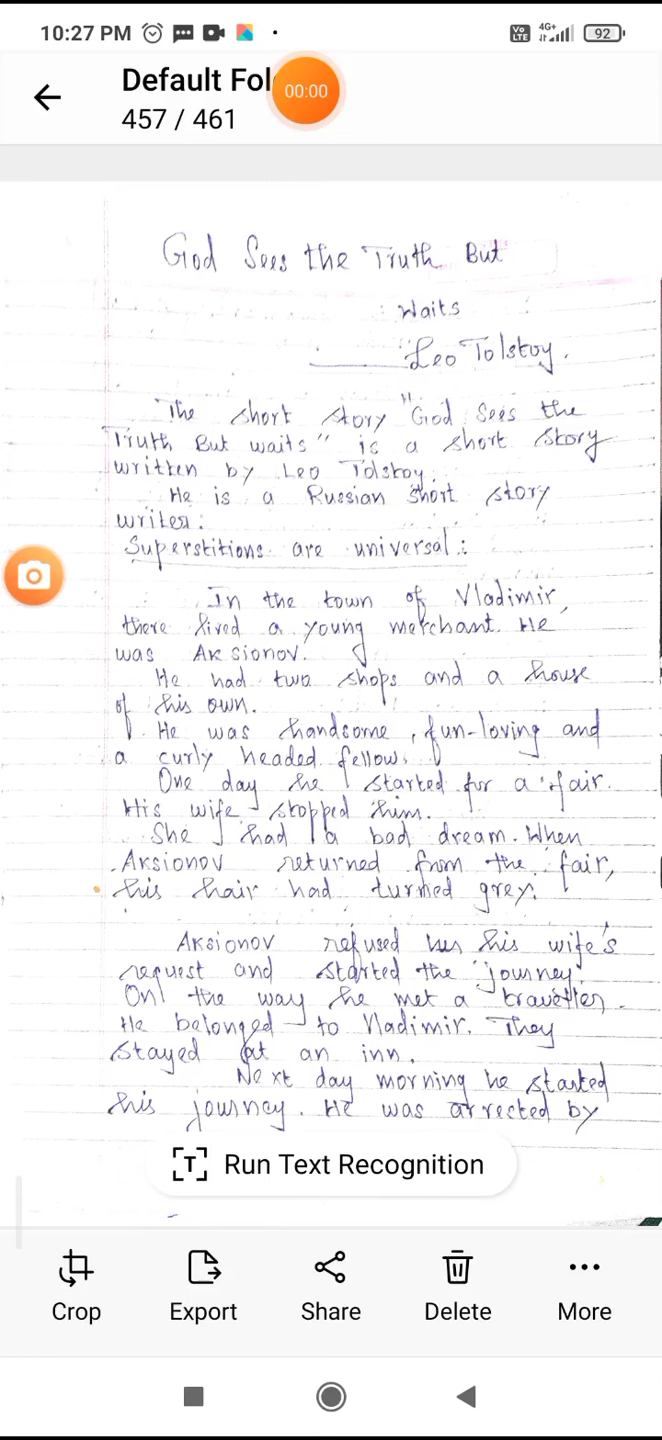 10:27 PM
4G+
Vo LTE
92
Default Fol
00:00
457 / 461
God Sees the Truth But
Waits
Leo Tolstoy.
The short story "God Sees the
Truth But waits" is a short story
written by Leo Tolstoy.
He is a Russian short story
writer.
Superstitions are universal:
In the town of Vladimir,
there lived a young merchant. He
was Aksionov.
He had two shops and a house
of his own.
He was handsome, fun-loving and
a curly headed fellow.
One day he started for a fair.
His wife stopped him.
She had a bad dream. When
Aksionov returned from the fair,
his hair had turned grey.
Aksionov refused his wife's
request and started the journey.
On the way he met a traveller.
He belonged to Vladimir. They
stayed at an inn.
Next day morning he started
his journey. He was arrected by
Run Text Recognition
Crop
Export
Share
Delete
More